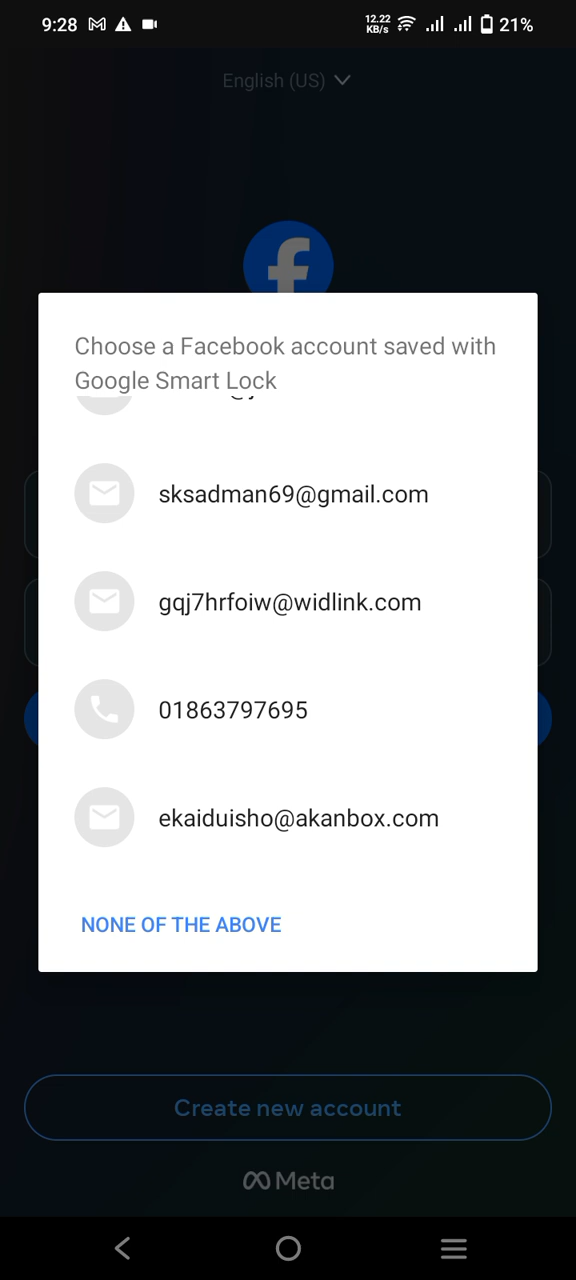 9:28
12.22
KB/s
21%
English (US)
Choose a Facebook account saved with
Google Smart Lock
sksadman69@gmail.com
gqj7hrfoiw@widlink.com
01863797695
ekaiduisho@akanbox.com
NONE OF THE ABOVE
Create new account
Meta